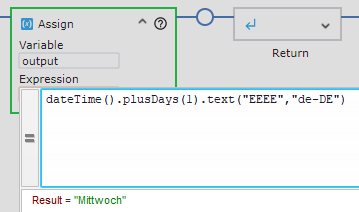 Assign
Variable
output
Expression
Return
dateTime().plusDays(1).text("EEEE","de-DE")
Result = "Mittwoch"